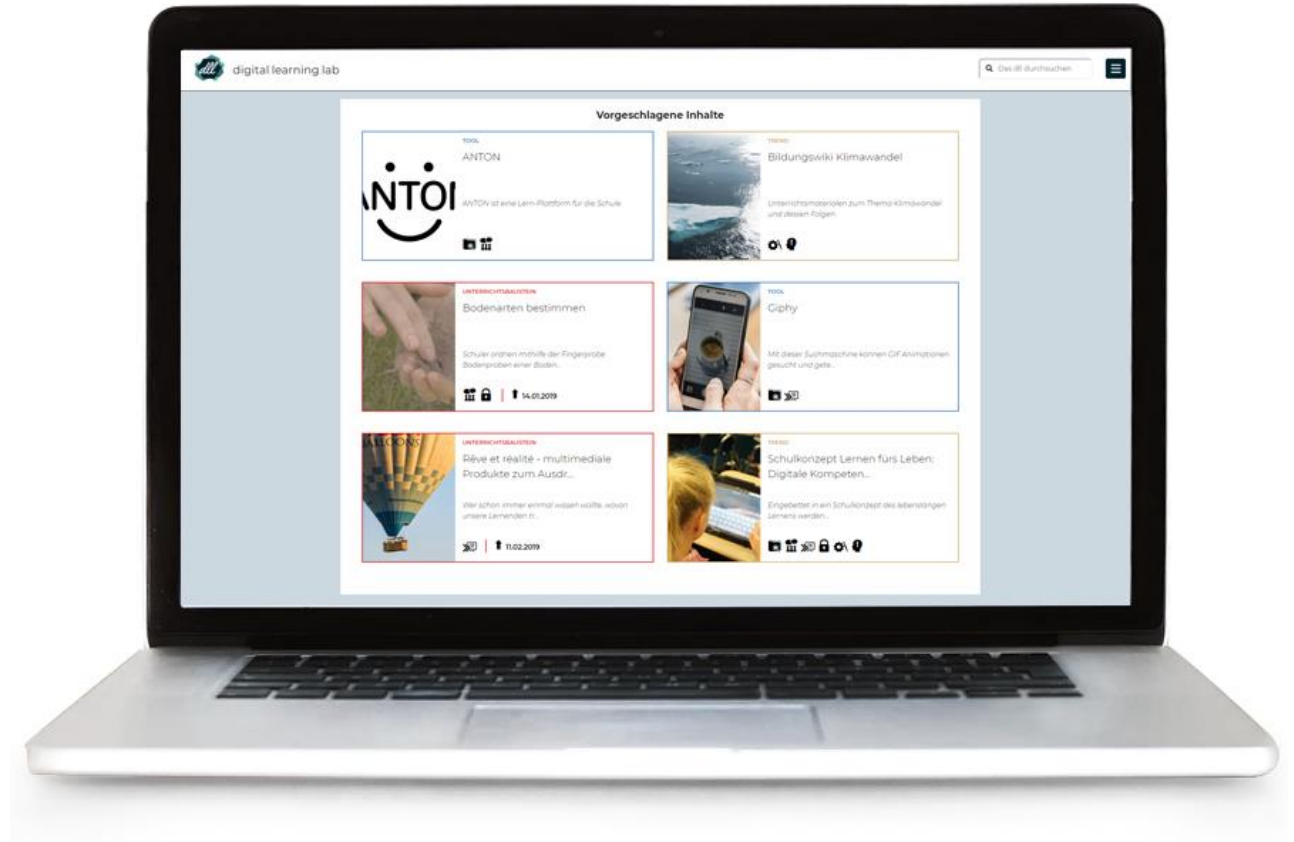 dll
digital learning lab
Das dll durchsuchen
Vorgeschlagene Inhalte
TOOL
ANTON
ANTON ist eine Lern-Plattform für die Schule.
ANTON
TREND
Bildungswiki Klimawandel
Unterrichtsmaterialen zum Thema Klimawandel
und dessen Folgen.
UNTERRICHTSBAUSTEIN
Bodenarten bestimmen
Schüler ordnen mithilfe der Fingerprobe
Bodenproben einer Boden...
14.01.2019
TOOL
Giphy
Mit dieser Suchmaschine können GIF Animationen
gesucht und gete...
UNTERRICHTSBAUSTEIN
Rêve et réalité - multimediale
Produkte zum Ausdr...
Wer schon immer einmal wissen wollte, wovon
unsere Lernenden tr...
11.02.2019
BALLOONS
TREND
Schulkonzept Lernen fürs Leben:
Digitale Kompeten...
Eingebettet in ein Schulkonzept des lebenslangen
Lernens werden...